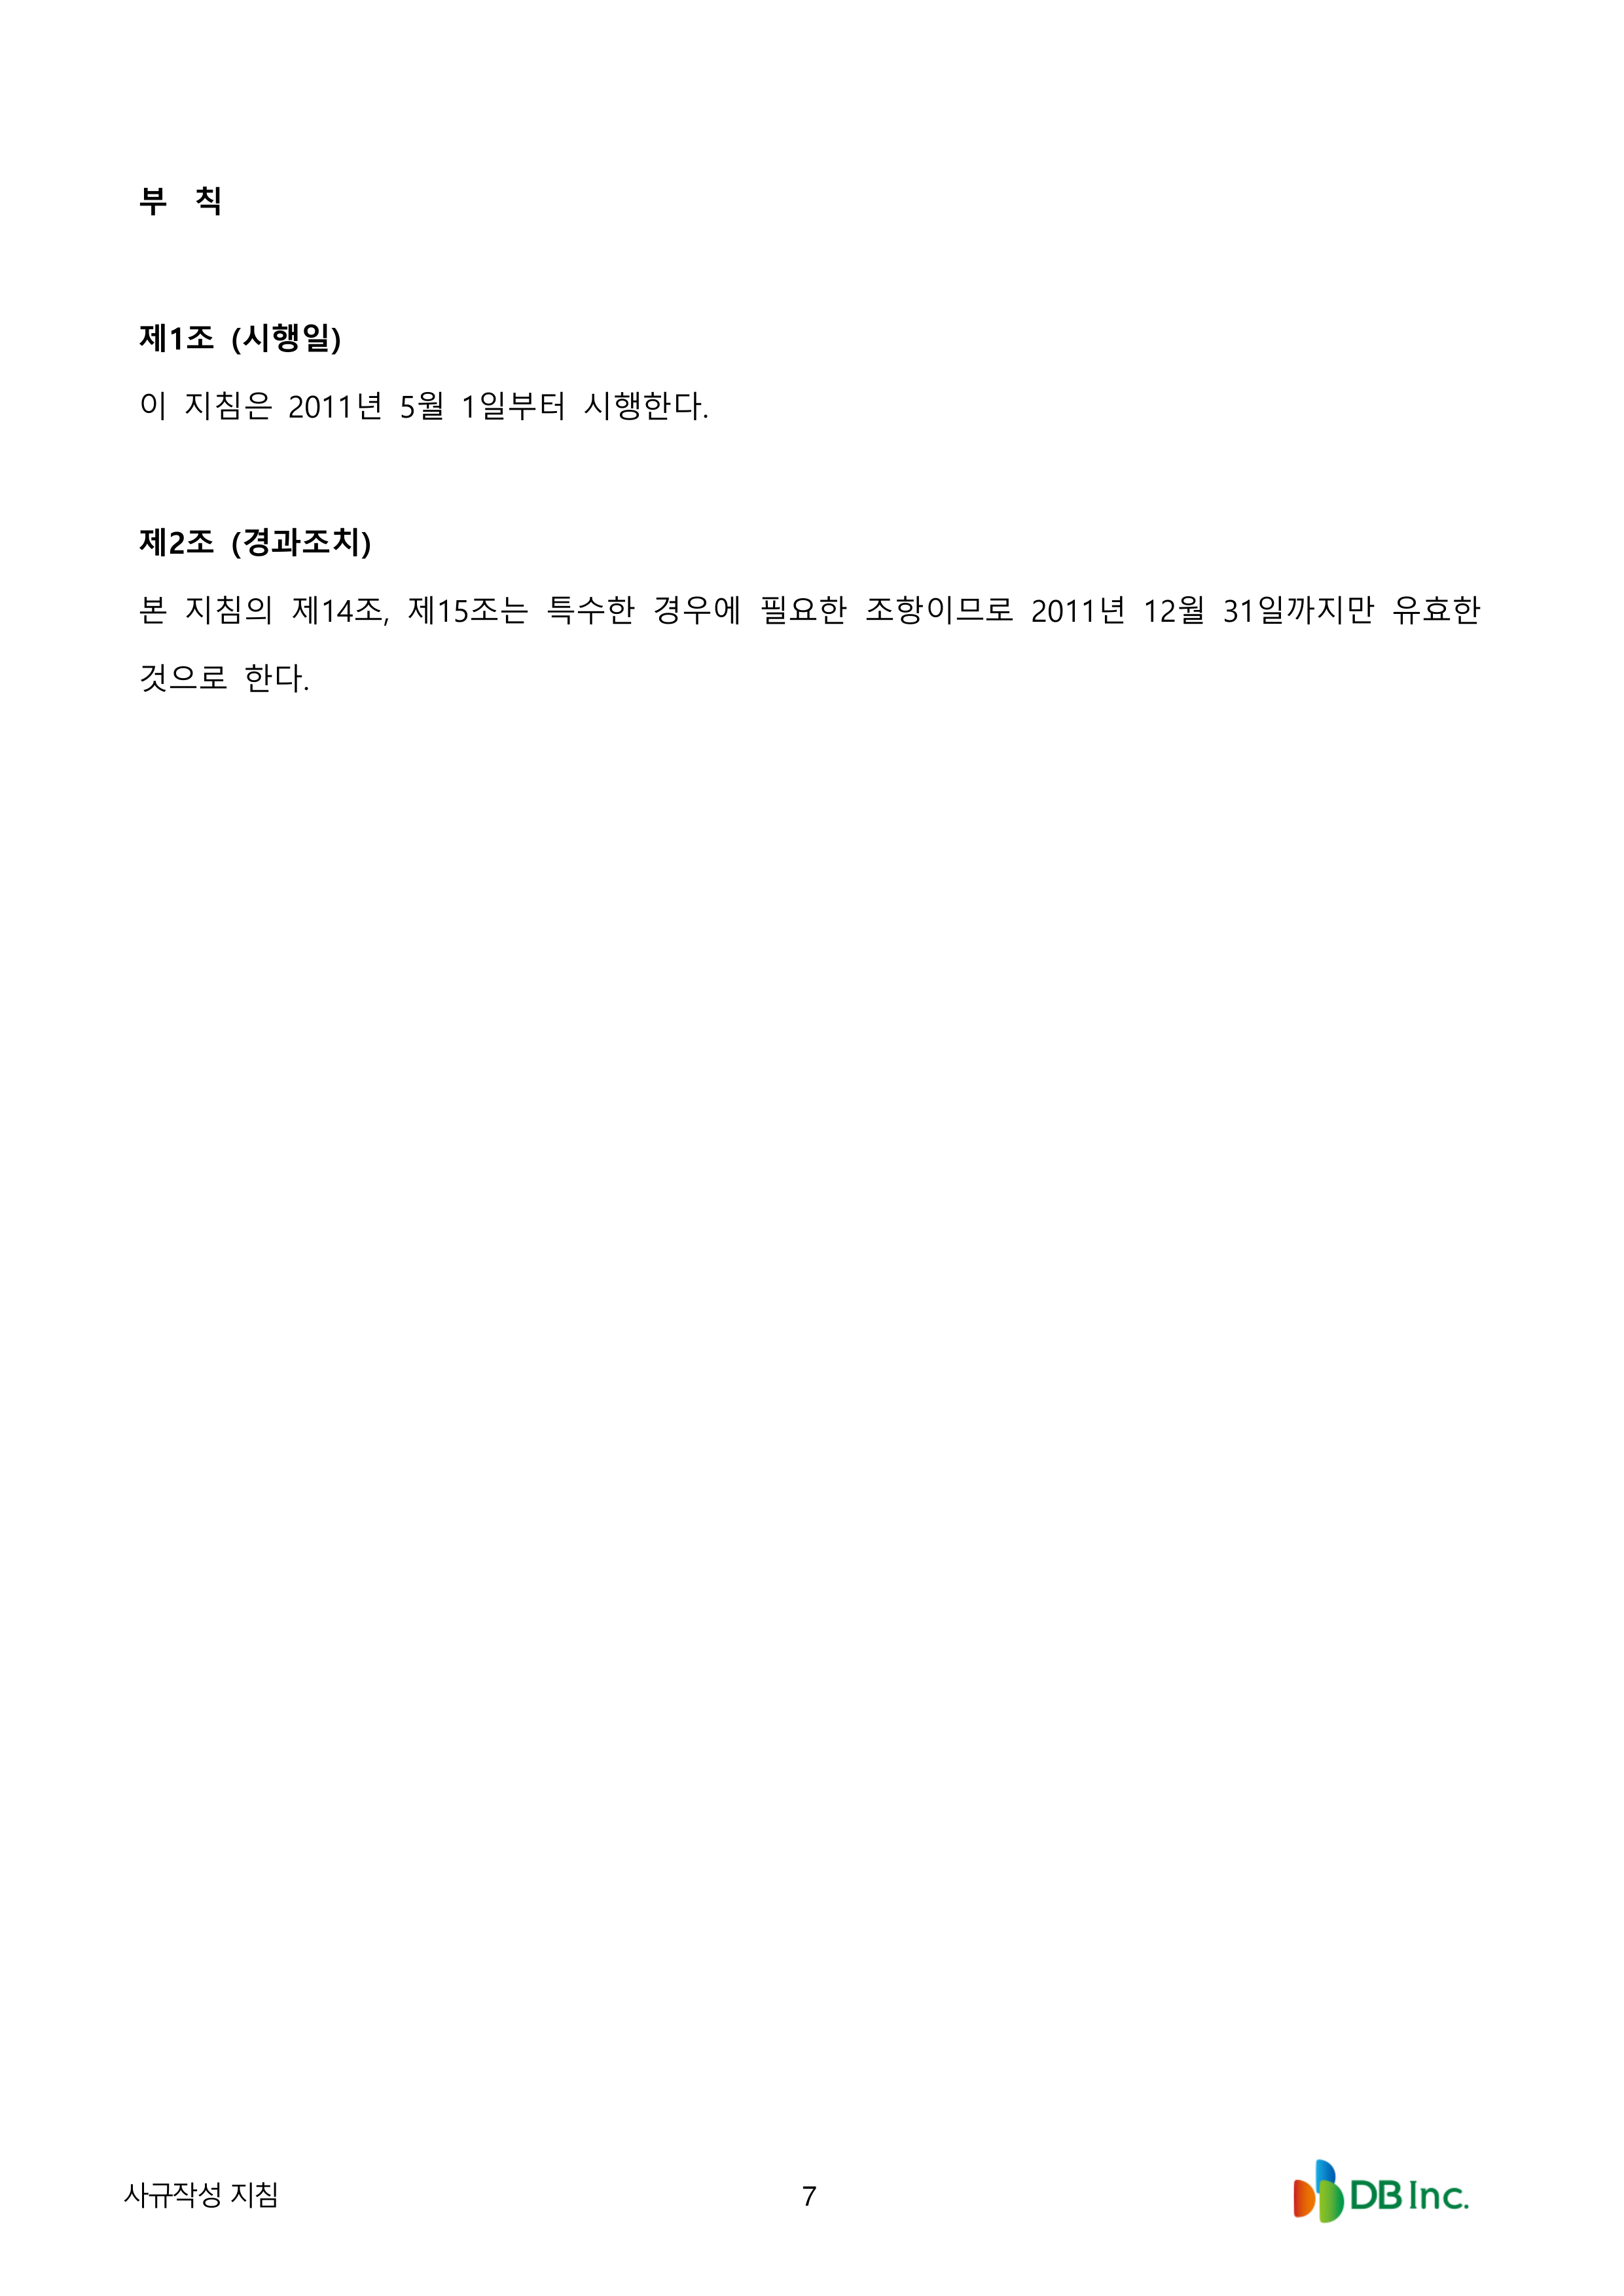 부 칙
제1조 (시행일)
이 지침은 2011년 5월 1일부터 시행한다.
제2조 (경과조치)
본 지침의 제14조, 제15조는 특수한 경우에 필요한 조항이므로 2011년 12월 31일까지만 유효한
것으로 한다.
사규작성 지침
7
DB Inc.